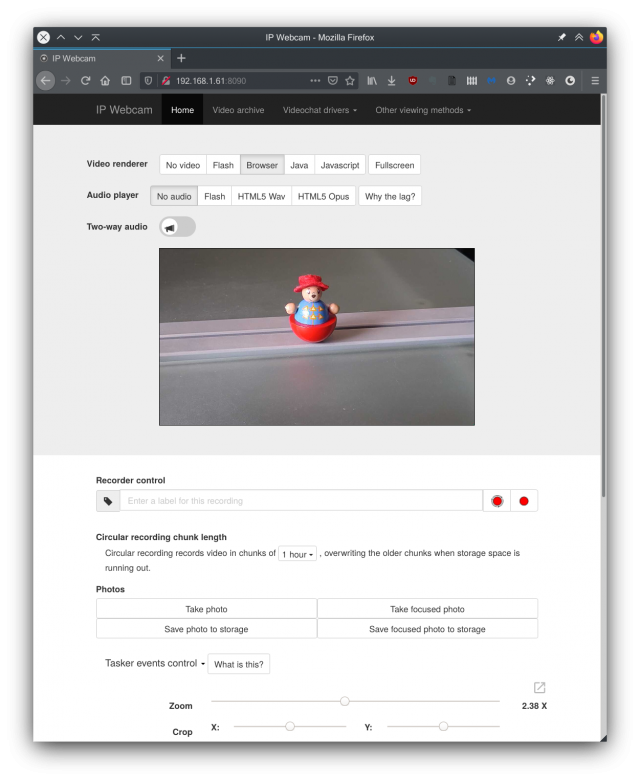 IP Webcam - Mozilla Firefox
IP Webcam
192.168.1.61:8090
IP Webcam Home Video archive Videochat drivers Other viewing methods
Video renderer No video Flash Browser Java Javascript Fullscreen
Audio player No audio Flash HTML5 Wav HTML5 Opus Why the lag?
Two-way audio
Recorder control
Enter a label for this recording
Circular recording chunk length
Circular recording records video in chunks of 1 hour , overwriting the older chunks when storage space is
running out.
Photos
Take photo Take focused photo
Save photo to storage Save focused photo to storage
Tasker events control What is this?
Zoom 2.38 X
Crop X: Y: